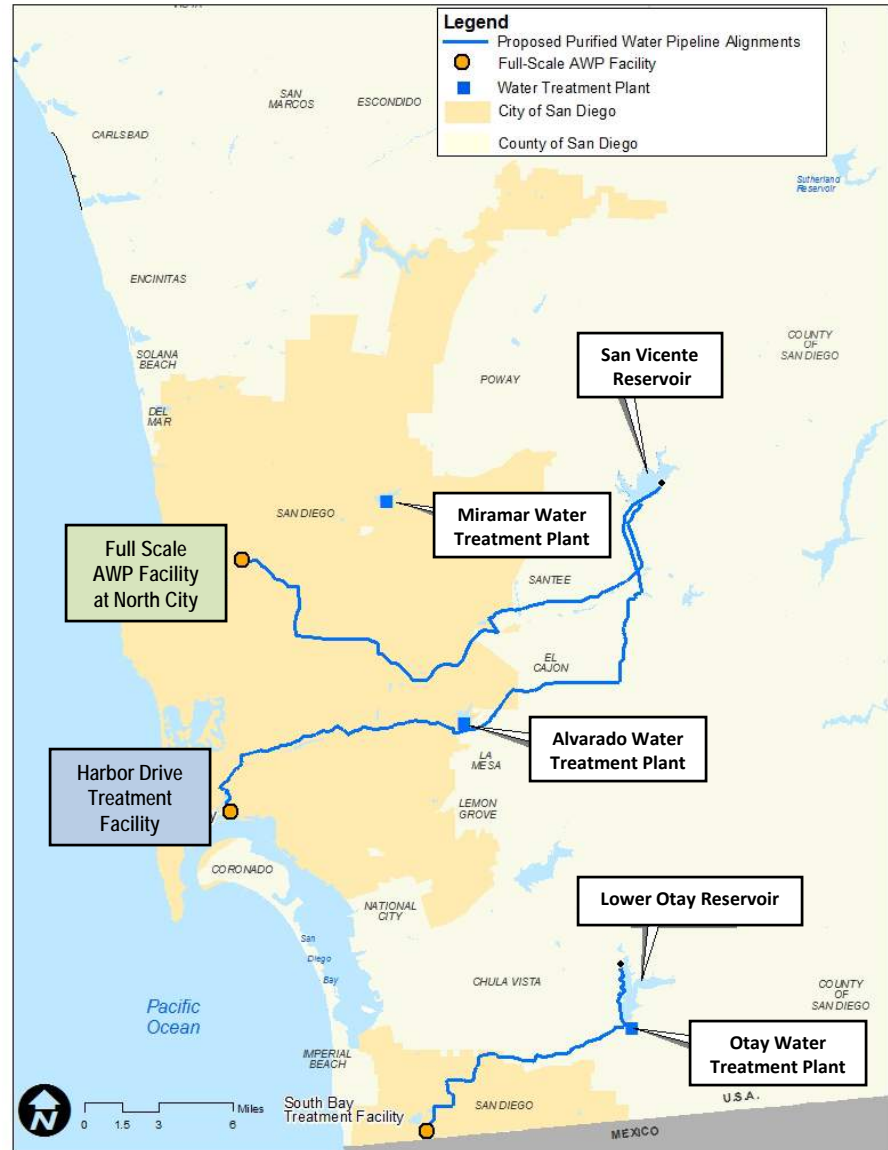 Legend
Proposed Purified Water Pipeline Alignments
Full-Scale AWP Facility
Water Treatment Plant
City of San Diego
County of San Diego
SAN
MARCOS
ESCONDIDO
CARLSBAD
Sutherland
Reservoir
ENCINITAS
SOLANA
BEACH
DEL
MAR
POWAY
COUNTY
OF
SAN DIEGO
San Vicente
Reservoir
SAN DIEGO
Miramar Water
Treatment Plant
Full Scale
AWP Facility
at North City
SANTEE
EL
CAJON
Alvarado Water
Treatment Plant
LA
MESA
LEMON
GROVE
Harbor Drive
Treatment
Facility
y
CORONADO
NATIONAL
CITY
San
Diego
Bay
Lower Otay Reservoir
CHULA VISTA
COUNTY
OF
SAN DIEGO
Pacific
Ocean
Otay Water
Treatment Plant
IMPERIAL
BEACH
South Bay
Treatment Facility
SAN DIEGO
U.S.A.
MEXICO
N
0 1.5 3 6 Miles